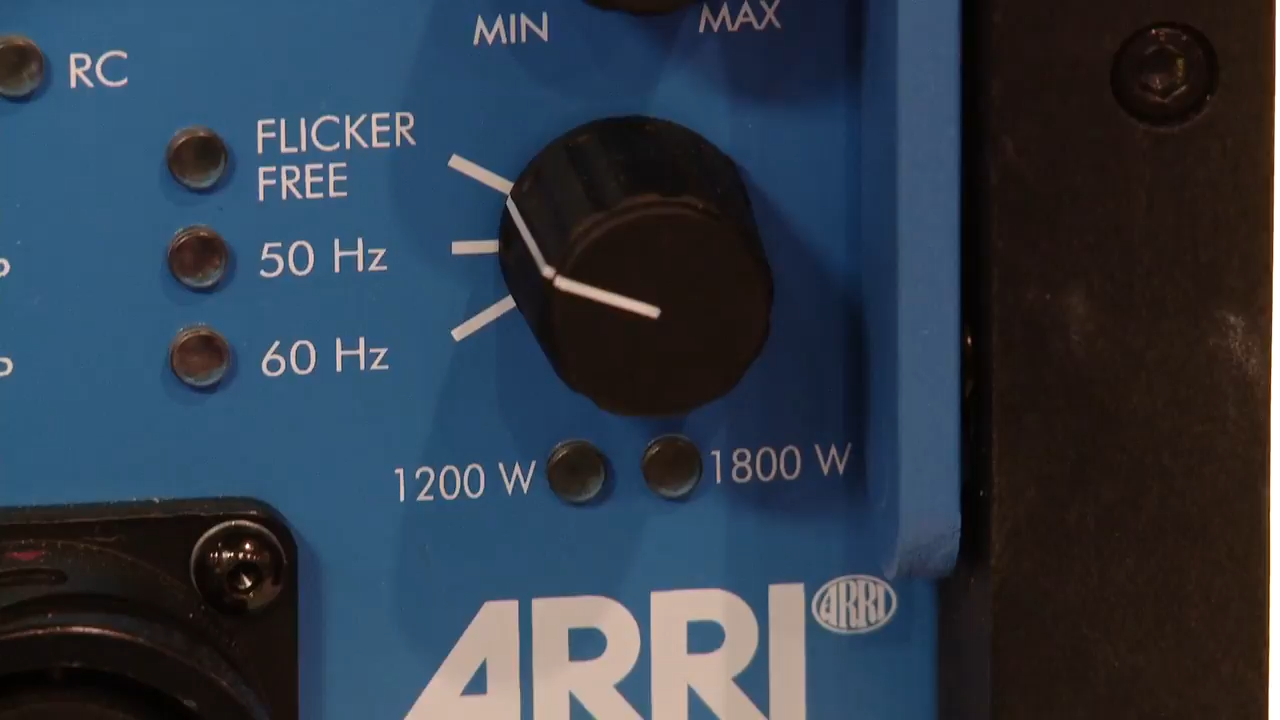 MIN MAX
RC
FLICKER
FREE
50 Hz
60 Hz
1200 W 1800 W
ARRI ARRI